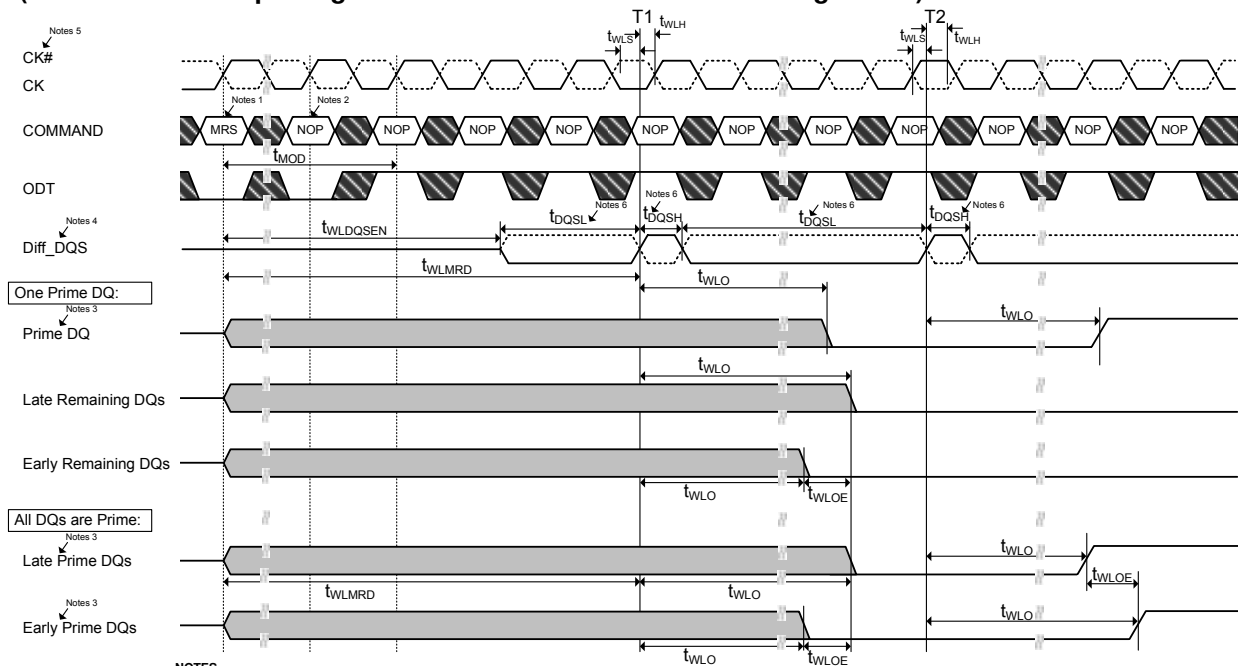 T1 T2
tWLS tWLH tWLS tWLH
Notes 5
CK#
CK
Notes 1 Notes 2
COMMAND MRS NOP NOP NOP NOP NOP NOP NOP NOP NOP NOP NOP
tMOD
ODT
Notes 6 Notes 6 Notes 6 Notes 6
tDQSL tDQSH tDQSL tDQSH
Notes 4
Diff_DQS
tWLDQSEN
tWLMRD
tWLO
One Prime DQ:
Notes 3
Prime DQ
tWLO
tWLO
Late Remaining DQs
Early Remaining DQs
tWLO tWLOE
All DQs are Prime:
Notes 3
Late Prime DQs
tWLO
tWLMRD tWLO tWLOE
Notes 3
Early Prime DQs
tWLO
tWLO tWLOE
NOTES